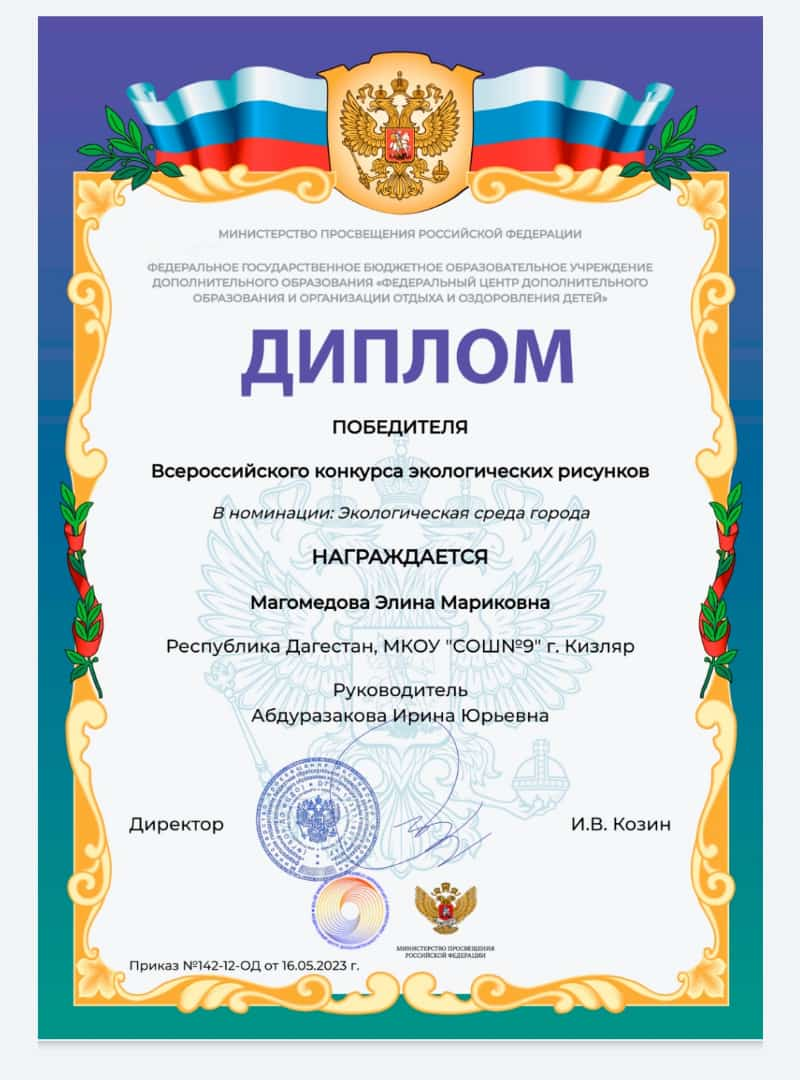 МИНИСТЕРСТВО ПРОСВЕЩЕНИЯ РОССИЙСКОЙ ФЕДЕРАЦИИ
ФЕДЕРАЛЬНОЕ ГОСУДАРСТВЕННОЕ БЮДЖЕТНОЕ ОБРАЗОВАТЕЛЬНОЕ УЧРЕЖДЕНИЕ
ДОПОЛНИТЕЛЬНОГО ОБРАЗОВАНИЯ «ФЕДЕРАЛЬНЫЙ ЦЕНТР ДОПОЛНИТЕЛЬНОГО
ОБРАЗОВАНИЯ И ОРГАНИЗАЦИИ ОТДЫХА И ОЗДОРОВЛЕНИЯ ДЕТЕЙ»
ДИПЛОМ
ПОБЕДИТЕЛЯ
Всероссийского конкурса экологических рисунков
В номинации: Экологическая среда города
НАГРАЖДАЕТСЯ
Магомедова Элина Мариковна
Республика Дагестан, МКОУ "СОШ№9" г. Кизляр
Руководитель
Абдуразакова Ирина Юрьевна
Директор
И.В. Козин
МИНИСТЕРСТВО ПРОСВЕЩЕНИЯ
РОССИЙСКОЙ ФЕДЕРАЦИИ
Приказ №142-12-ОД от 16.05.2023 г.